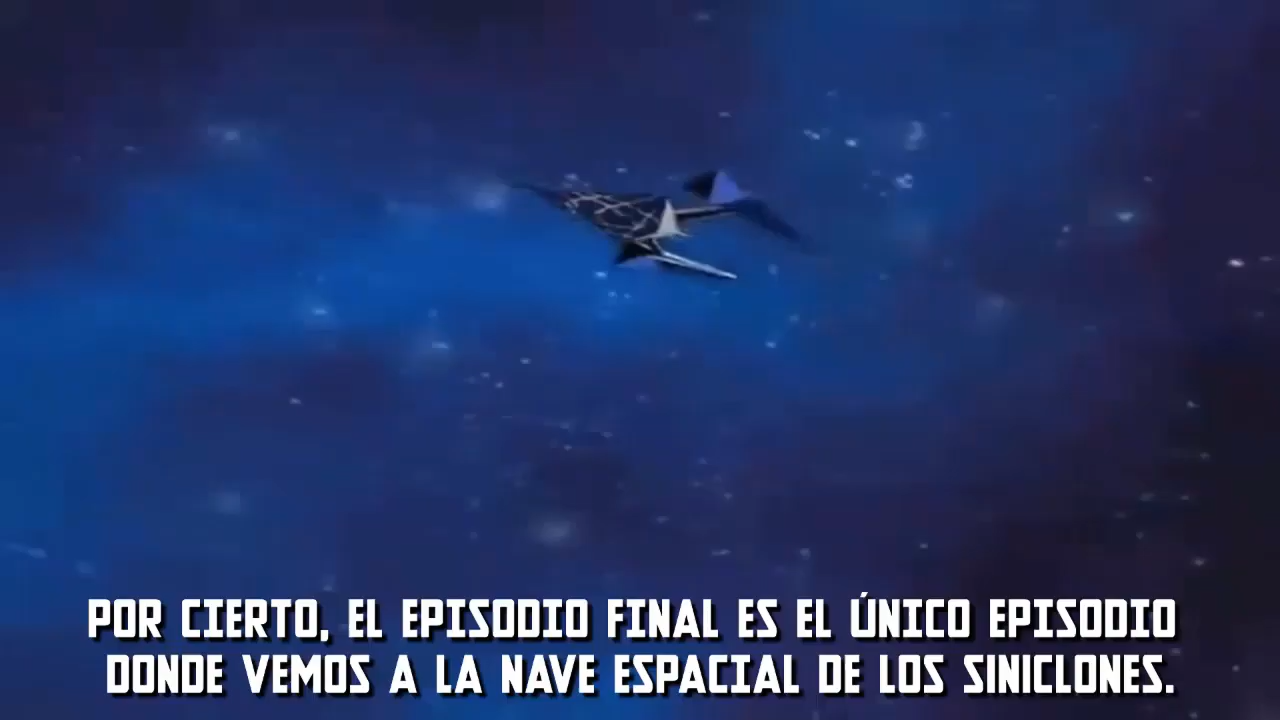 POR CIERTO, EL EPISODIO FINAL ES EL ÚNICO EPISODIO
DONDE VEMOS A LA NAVE ESPACIAL DE LOS SINICLONES.